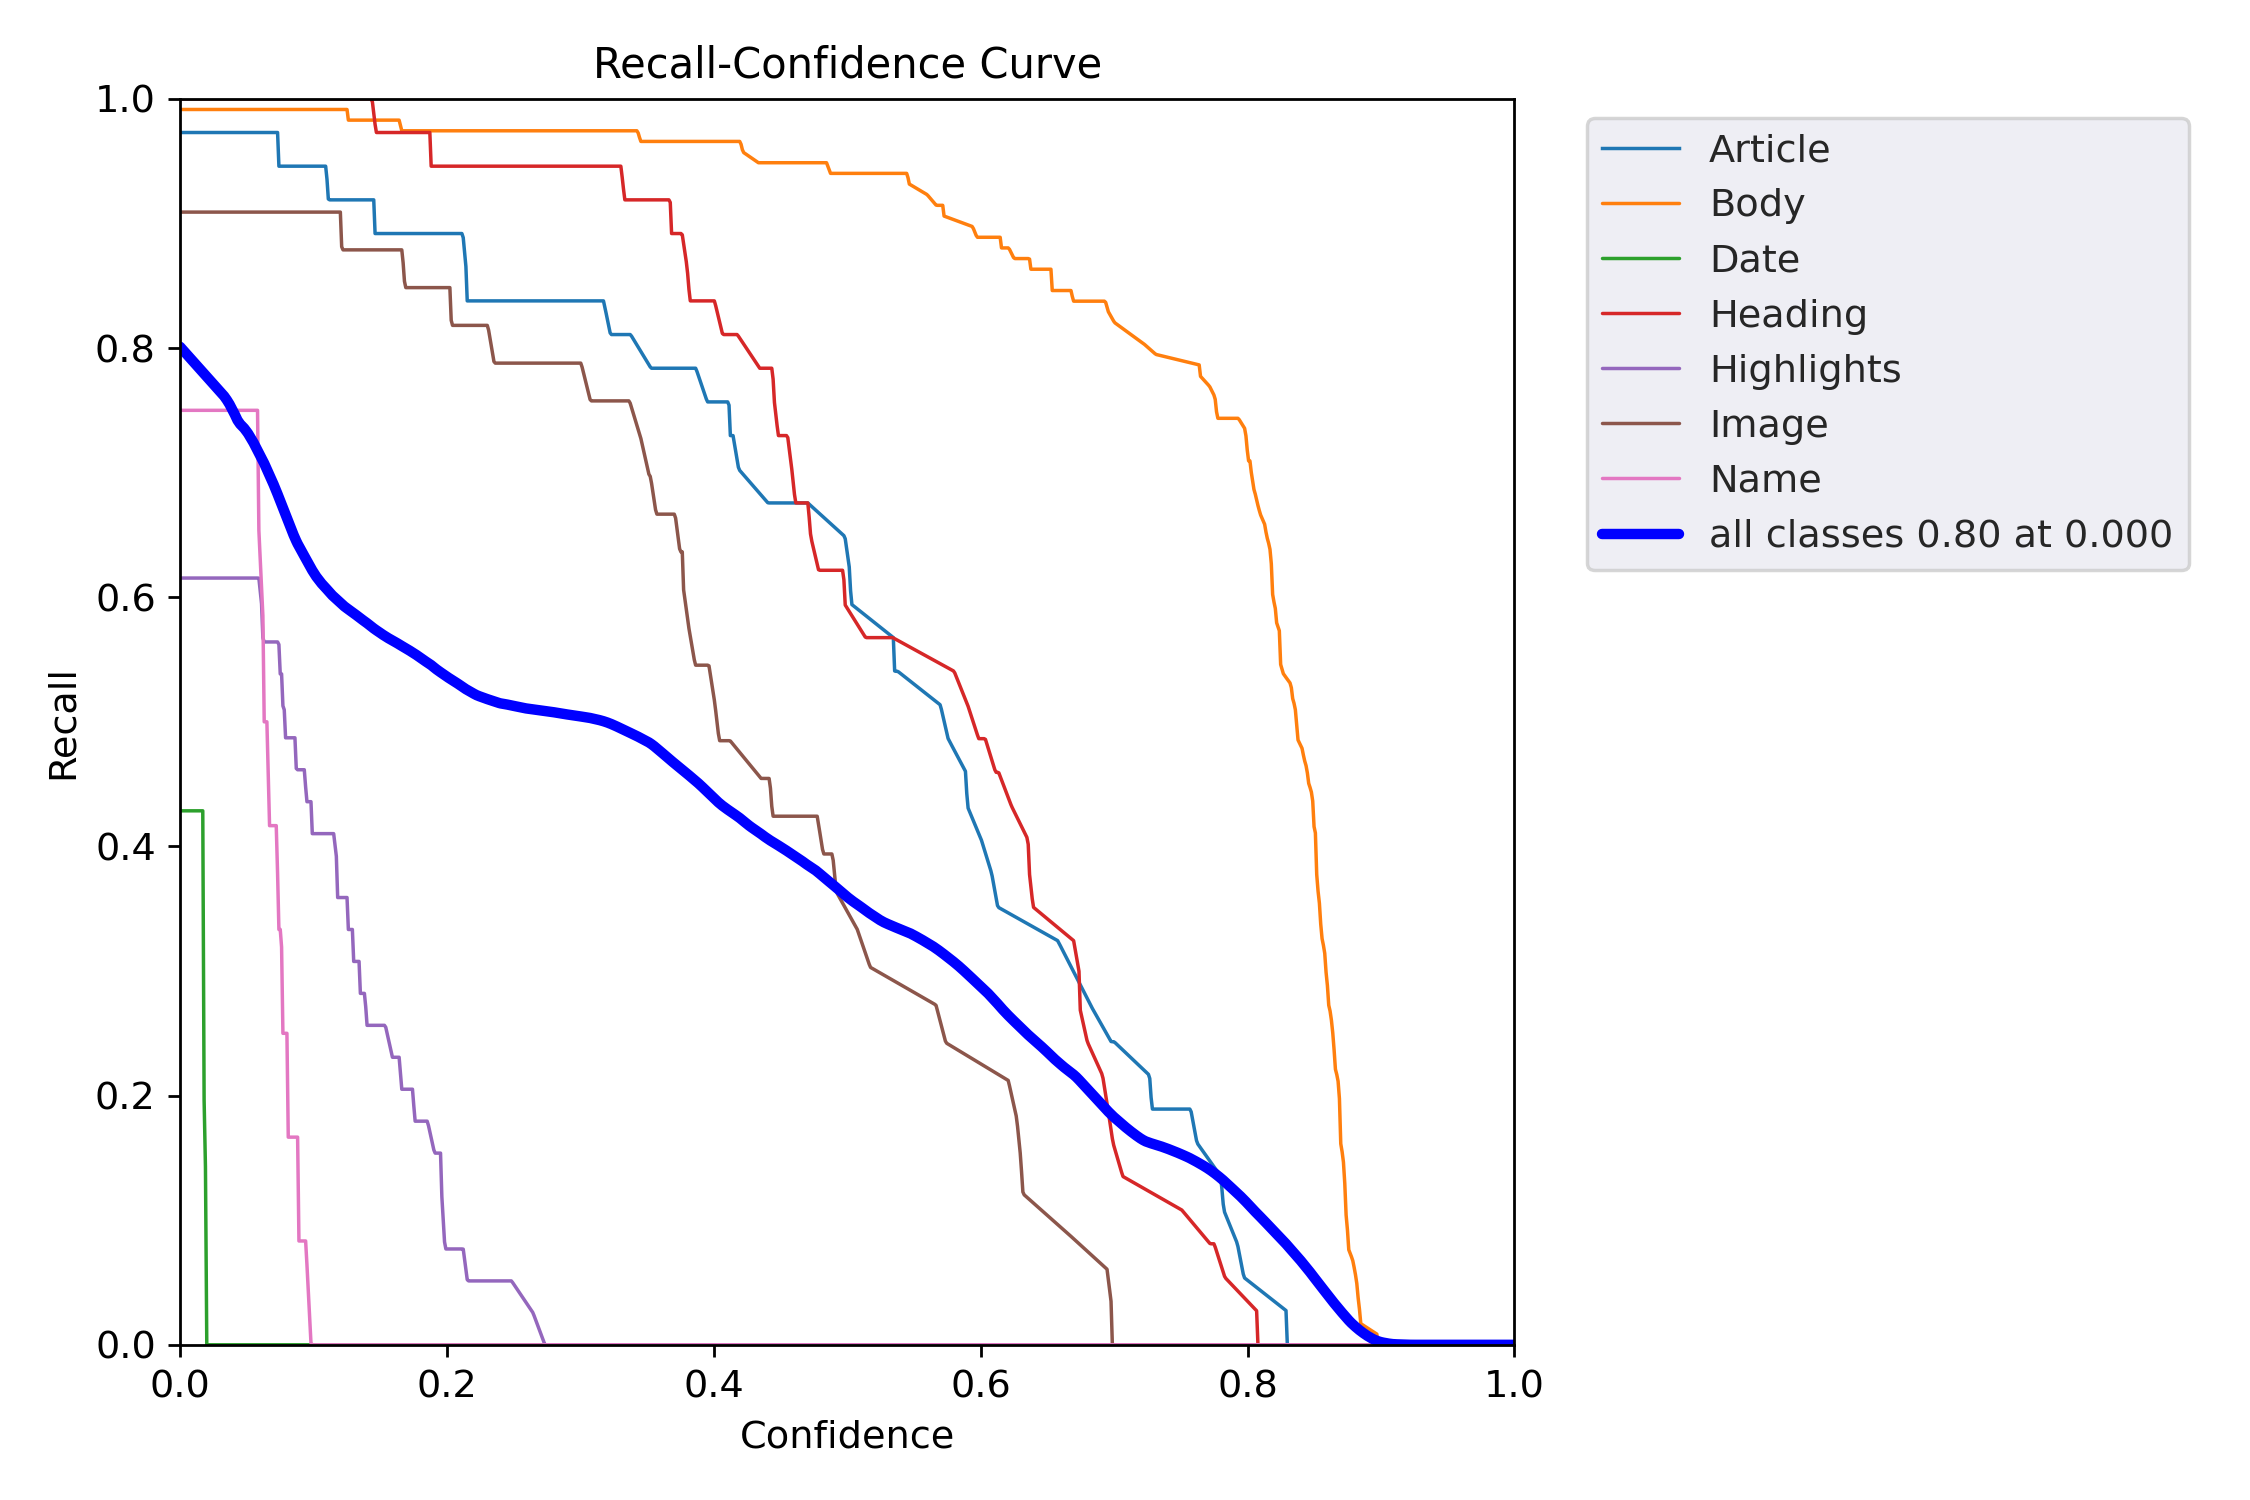 Recall-Confidence Curve
1.0
0.8
0.6
0.4
0.2
0.0
Recall
0.0 0.2 0.4 0.6 0.8 1.0
Confidence
Article
Body
Date
Heading
Highlights
Image
Name
all classes 0.80 at 0.000